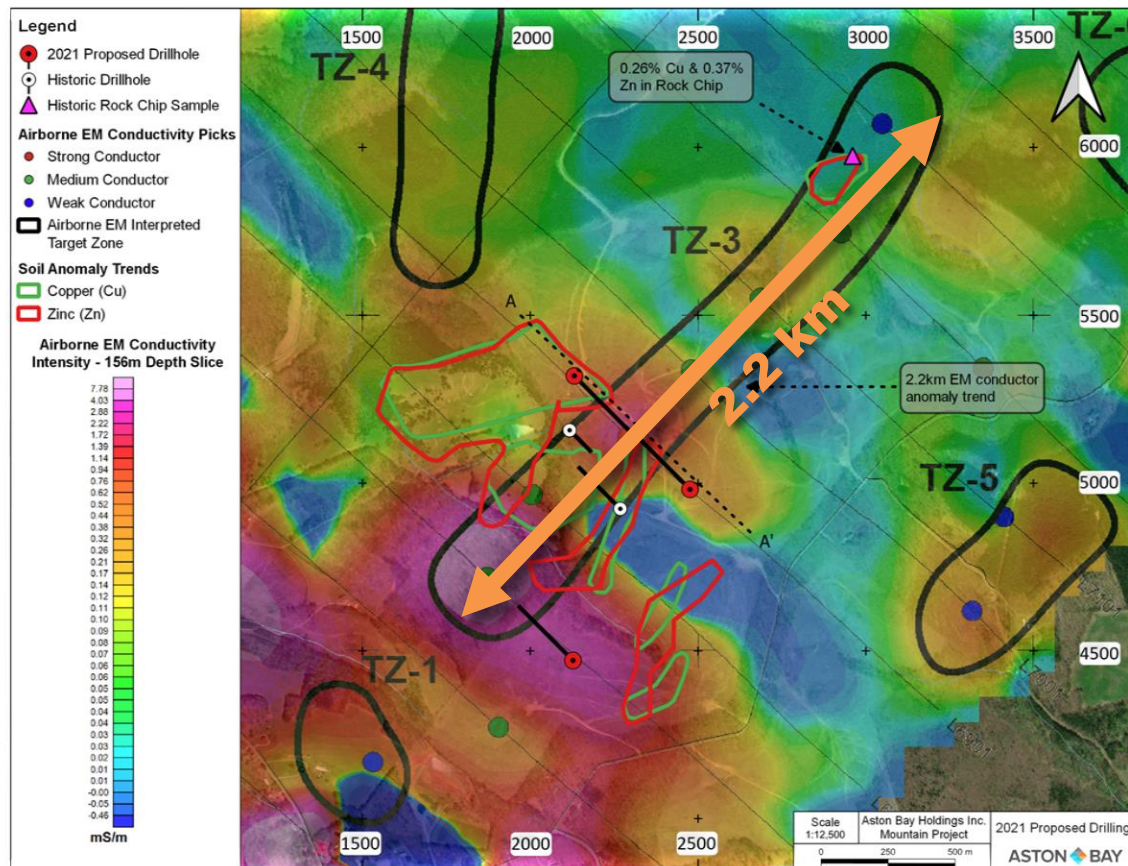 Legend
2021 Proposed Drillhole
Historic Drillhole
Historic Rock Chip Sample
Airborne EM Conductivity Picks
Strong Conductor
Medium Conductor
Weak Conductor
Airborne EM Interpreted
Target Zone
Soil Anomaly Trends
Copper (Cu)
Zinc (Zn)
Airborne EM Conductivity
Intensity - 156m Depth Slice
7.78
4.03
2.88
2.22
1.72
1.39
1.14
0.94
0.76
0.62
0.52
0.44
0.38
0.32
0.26
0.21
0.17
0.14
0.12
0.11
0.10
0.09
0.08
0.07
0.06
0.06
0.05
0.05
0.04
0.04
0.03
0.03
0.02
0.02
0.01
0.01
-0.00
-0.05
-0.46
mS/m
1500
2000
2500
3000
3500
TZ-4
0.26% Cu & 0.37%
Zn in Rock Chip
6000
TZ-3
A
5500
2.2 km
2.2km EM conductor
anomaly trend
TZ-5
5000
A'
TZ-1
4500
1500
2000
Scale
1:12,500
Aston Bay Holdings Inc.
Mountain Project
2021 Proposed Drilling
0
250
500 m
ASTON BAY